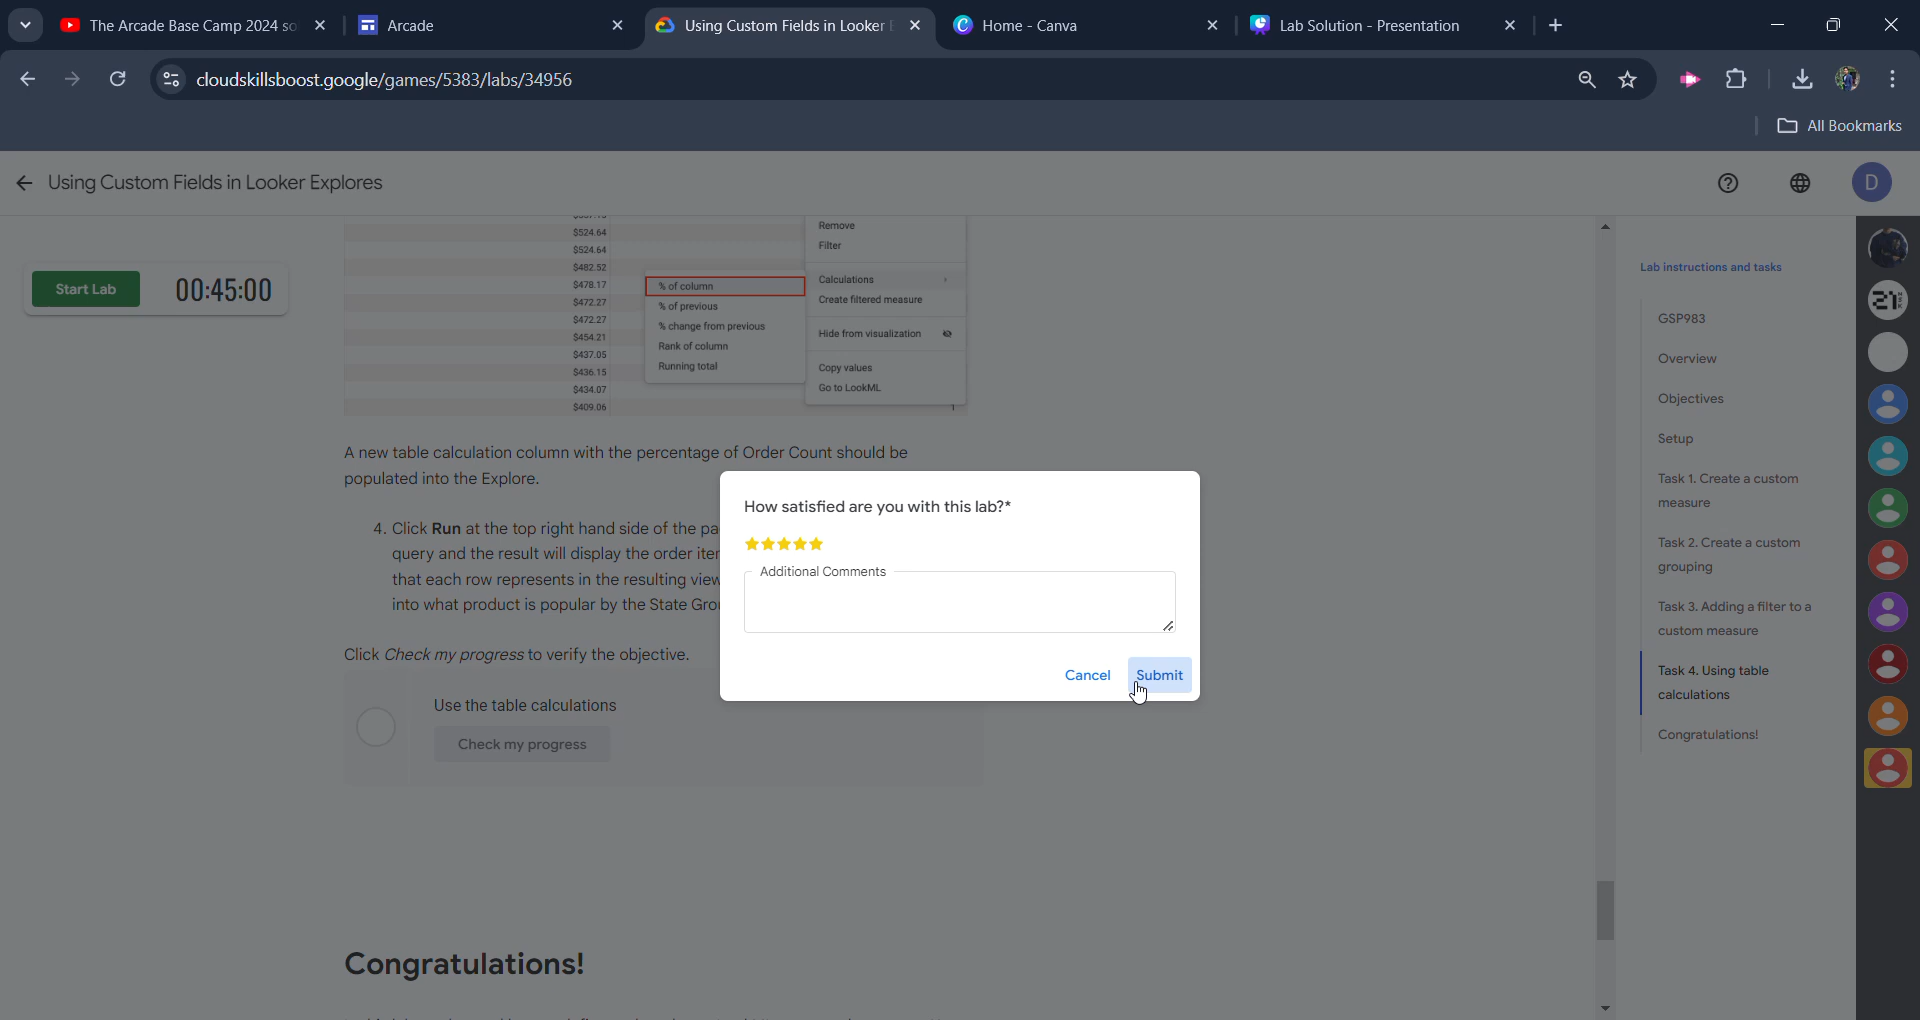 The Arcade Base Camp 2024 so
Arcade
Using Custom Fields in Looker E
Home - Canva
Lab Solution - Presentation
cloudskillsboost.google/games/5383/labs/34956
All Bookmarks
Using Custom Fields in Looker Explores
D
Start Lab
00:45:00
$524.64
$524.64
$482.52
$478.17
$472.27
$472.27
$454.21
$437.05
$436.15
$434.07
$409.06
% of column
% of previous
% change from previous
Rank of column
Running total
Remove
Filter
Calculations
Create filtered measure
Hide from visualization
Copy values
Go to LookML
A new table calculation column with the percentage of Order Count should be
populated into the Explore.
4. Click Run at the top right hand side of the pa
query and the result will display the order iter
that each row represents in the resulting view
into what product is popular by the State Gro
Click Check my progress to verify the objective.
Use the table calculations
Check my progress
Congratulations!
How satisfied are you with this lab?*
Additional Comments
Cancel
Submit
Lab instructions and tasks
GSP983
Overview
Objectives
Setup
Task 1. Create a custom
measure
Task 2. Create a custom
grouping
Task 3. Adding a filter to a
custom measure
Task 4. Using table
calculations
Congratulations!